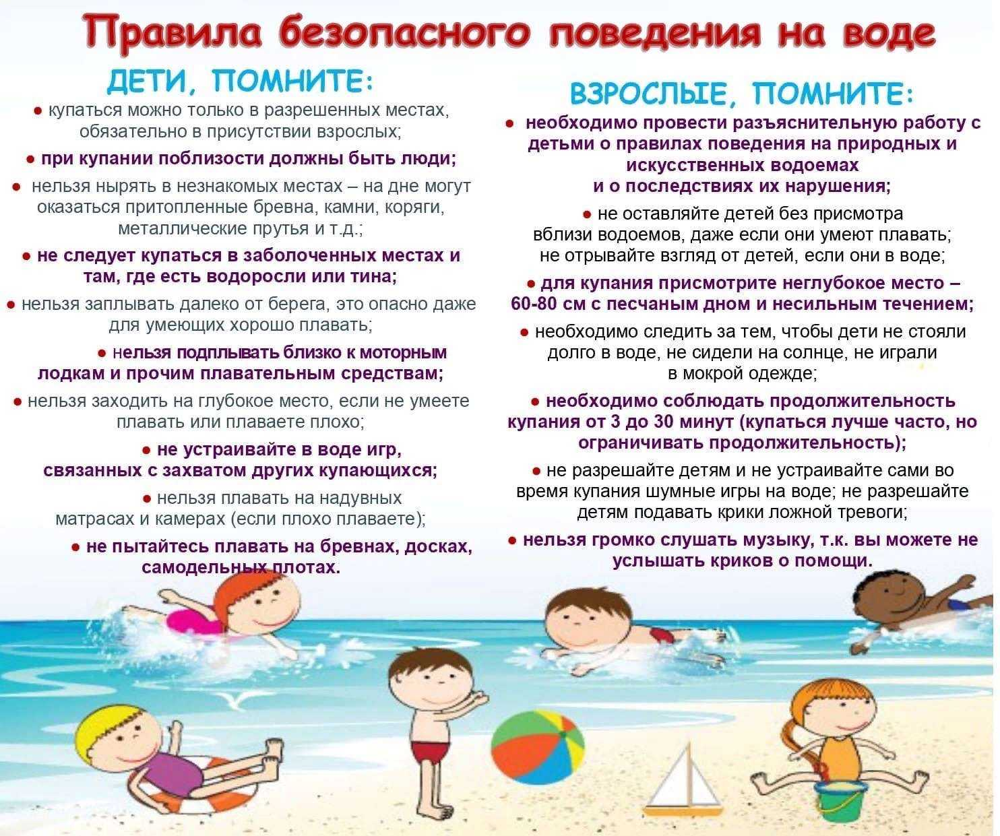 Правила безопасного поведения на воде
ДЕТИ, ПОМНИТЕ:
● купаться можно только в разрешенных местах,
обязательно в присутствии взрослых;
● при купании поблизости должны быть люди;
● нельзя нырять в незнакомых местах – на дне могут
оказаться притопленные бревна, камни, коряги,
металлические прутья и т.д.;
● не следует купаться в заболоченных местах и
там, где есть водоросли или тина;
● нельзя заплывать далеко от берега, это опасно даже
для умеющих хорошо плавать;
● нельзя подплывать близко к моторным
лодкам и прочим плавательным средствам;
● нельзя заходить на глубокое место, если не умеете
плавать или плаваете плохо;
● не устраивайте в воде игр,
связанных с захватом других купающихся;
● нельзя плавать на надувных
матрасах и камерах (если плохо плаваете);
● не пытайтесь плавать на бревнах, досках,
самодельных плотах.
ВЗРОСЛЫЕ, ПОМНИТЕ:
● необходимо провести разъяснительную работу с
детьми о правилах поведения на природных и
искусственных водоемах
и о последствиях их нарушения;
● не оставляйте детей без присмотра
вблизи водоемов, даже если они умеют плавать;
не отрывайте взгляд от детей, если они в воде;
● для купания присмотрите неглубокое место –
60-80 см с песчаным дном и несильным течением;
● необходимо следить за тем, чтобы дети не стояли
долго в воде, не сидели на солнце, не играли
в мокрой одежде;
● необходимо соблюдать продолжительность
купания от 3 до 30 минут (купаться лучше часто, но
ограничивать продолжительность);
● не разрешайте детям и не устраивайте сами во
время купания шумные игры на воде; не разрешайте
детям подавать крики ложной тревоги;
● нельзя громко слушать музыку, т.к. вы можете не
услышать криков о помощи.